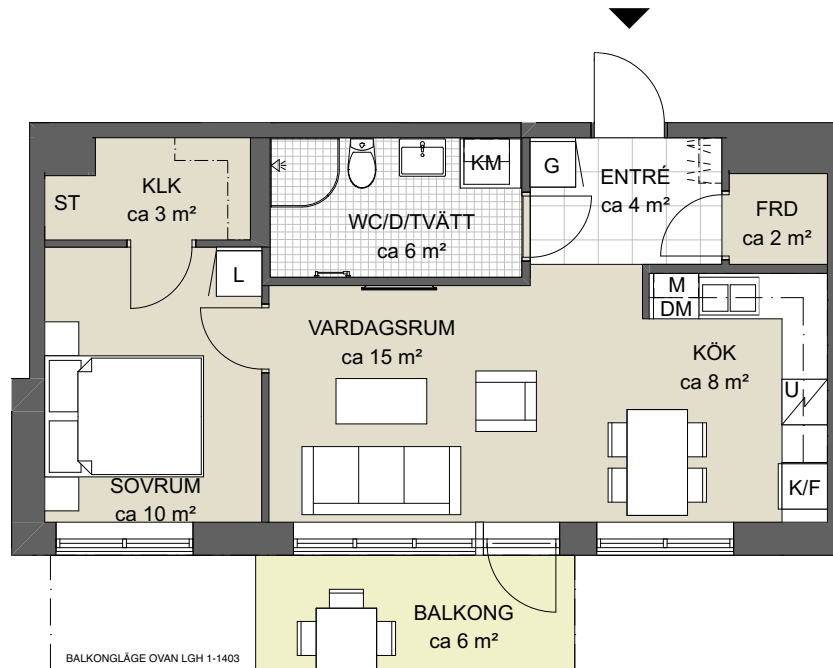 KLK
ca 3 m²
ST
L
WC/D/TVÄTT
ca 6 m²
KM
G
ENTRÉ
ca 4 m²
FRD
ca 2 m²
M
DM
VARDAGSRUM
ca 15 m²
KÖK
ca 8 m²
U
K/F
SOVRUM
ca 10 m²
BALKONG
ca 6 m²
BALKONGLÄGE OVAN LGH 1-1403